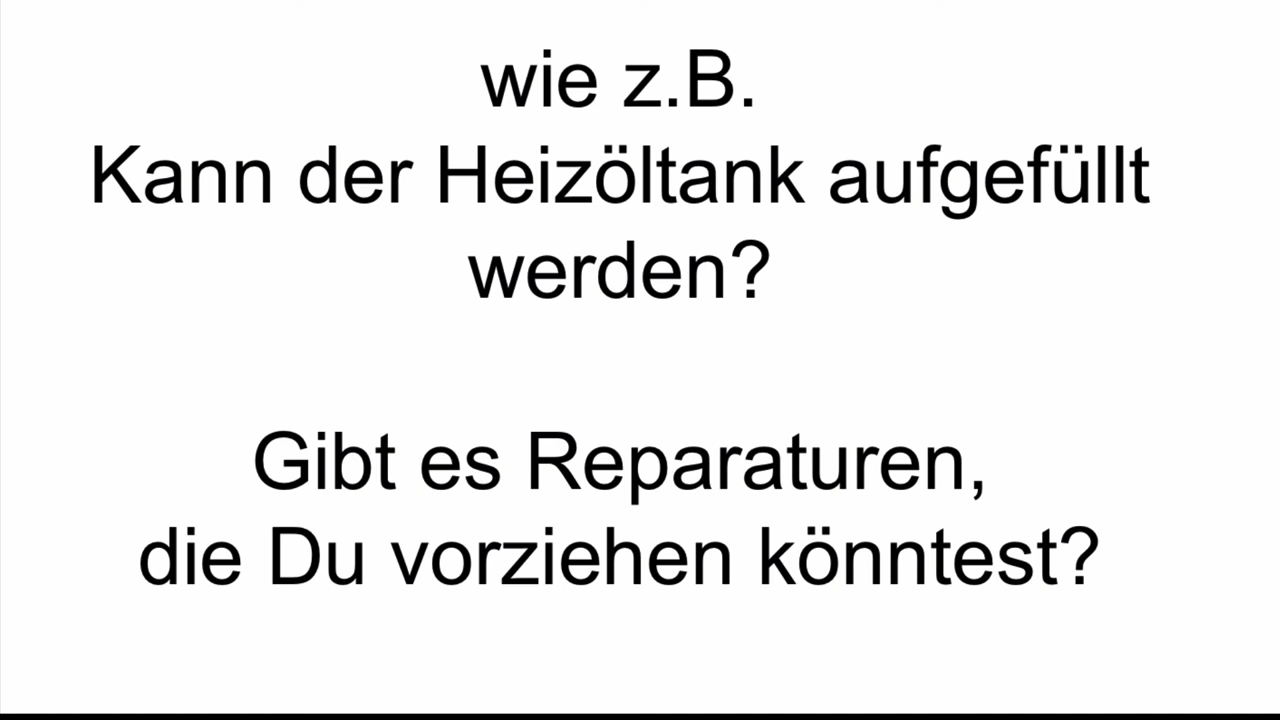 wie z.B.
Kann der Heizöltank aufgefüllt
werden?
Gibt es Reparaturen,
die Du vorziehen könntest?